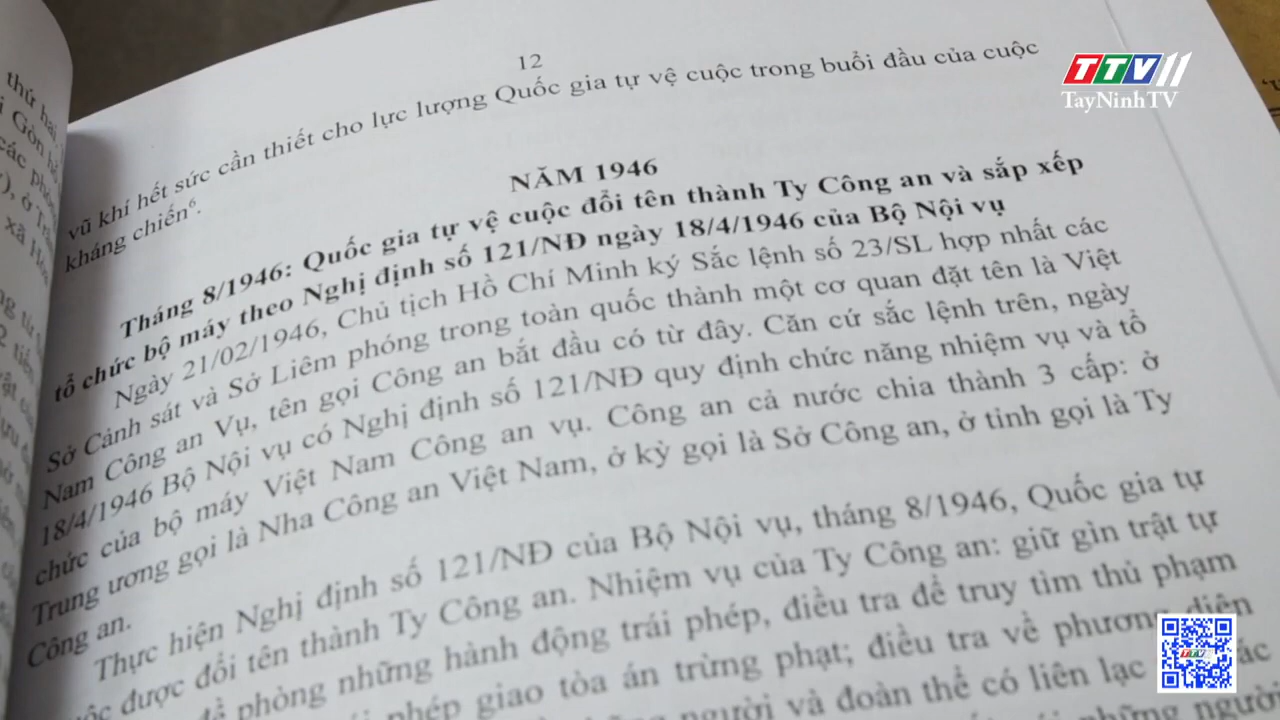 12
vũ khí hết sức cần thiết cho lực lượng Quốc gia tự vệ cuộc trong buổi đầu của cuộc
kháng chiến⁶.
NĂM 1946
Tháng 8/1946: Quốc gia tự vệ cuộc đổi tên thành Ty Công an và sắp xếp
tổ chức bộ máy theo Nghị định số 121/NĐ ngày 18/4/1946 của Bộ Nội vụ
Ngày 21/02/1946, Chủ tịch Hồ Chí Minh ký Sắc lệnh số 23/SL hợp nhất các
Sở Cảnh sát và Sở Liêm phóng trong toàn quốc thành một cơ quan đặt tên là Việt
Nam Công an Vụ, tên gọi Công an bắt đầu có từ đây. Căn cứ sắc lệnh trên, ngày
18/4/1946 Bộ Nội vụ có Nghị định số 121/NĐ quy định chức năng nhiệm vụ và tổ
chức của bộ máy Việt Nam Công an vụ. Công an cả nước chia thành 3 cấp: ở
Trung ương gọi là Nha Công an Việt Nam, ở kỳ gọi là Sở Công an, ở tỉnh gọi là Ty
Công an.
Thực hiện Nghị định số 121/NĐ của Bộ Nội vụ, tháng 8/1946, Quốc gia tự
được đổi tên thành Ty Công an. Nhiệm vụ của Ty Công an: giữ gìn trật tự
phòng những hành động trái phép, điều tra để truy tìm thủ phạm
phép giao tòa án trừng phạt; điều tra về phương diện
người và đoàn thể có liên lạc
những người
thứ hai
Gòn
các
xã
TTV11
TayNinhTV
TTV